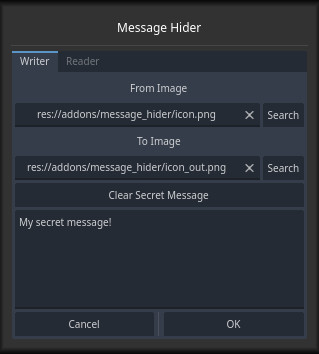 Message Hider
Writer Reader
From Image
res://addons/message_hider/icon.png Search
To Image
res://addons/message_hider/icon_out.png Search
Clear Secret Message
My secret message!
Cancel OK